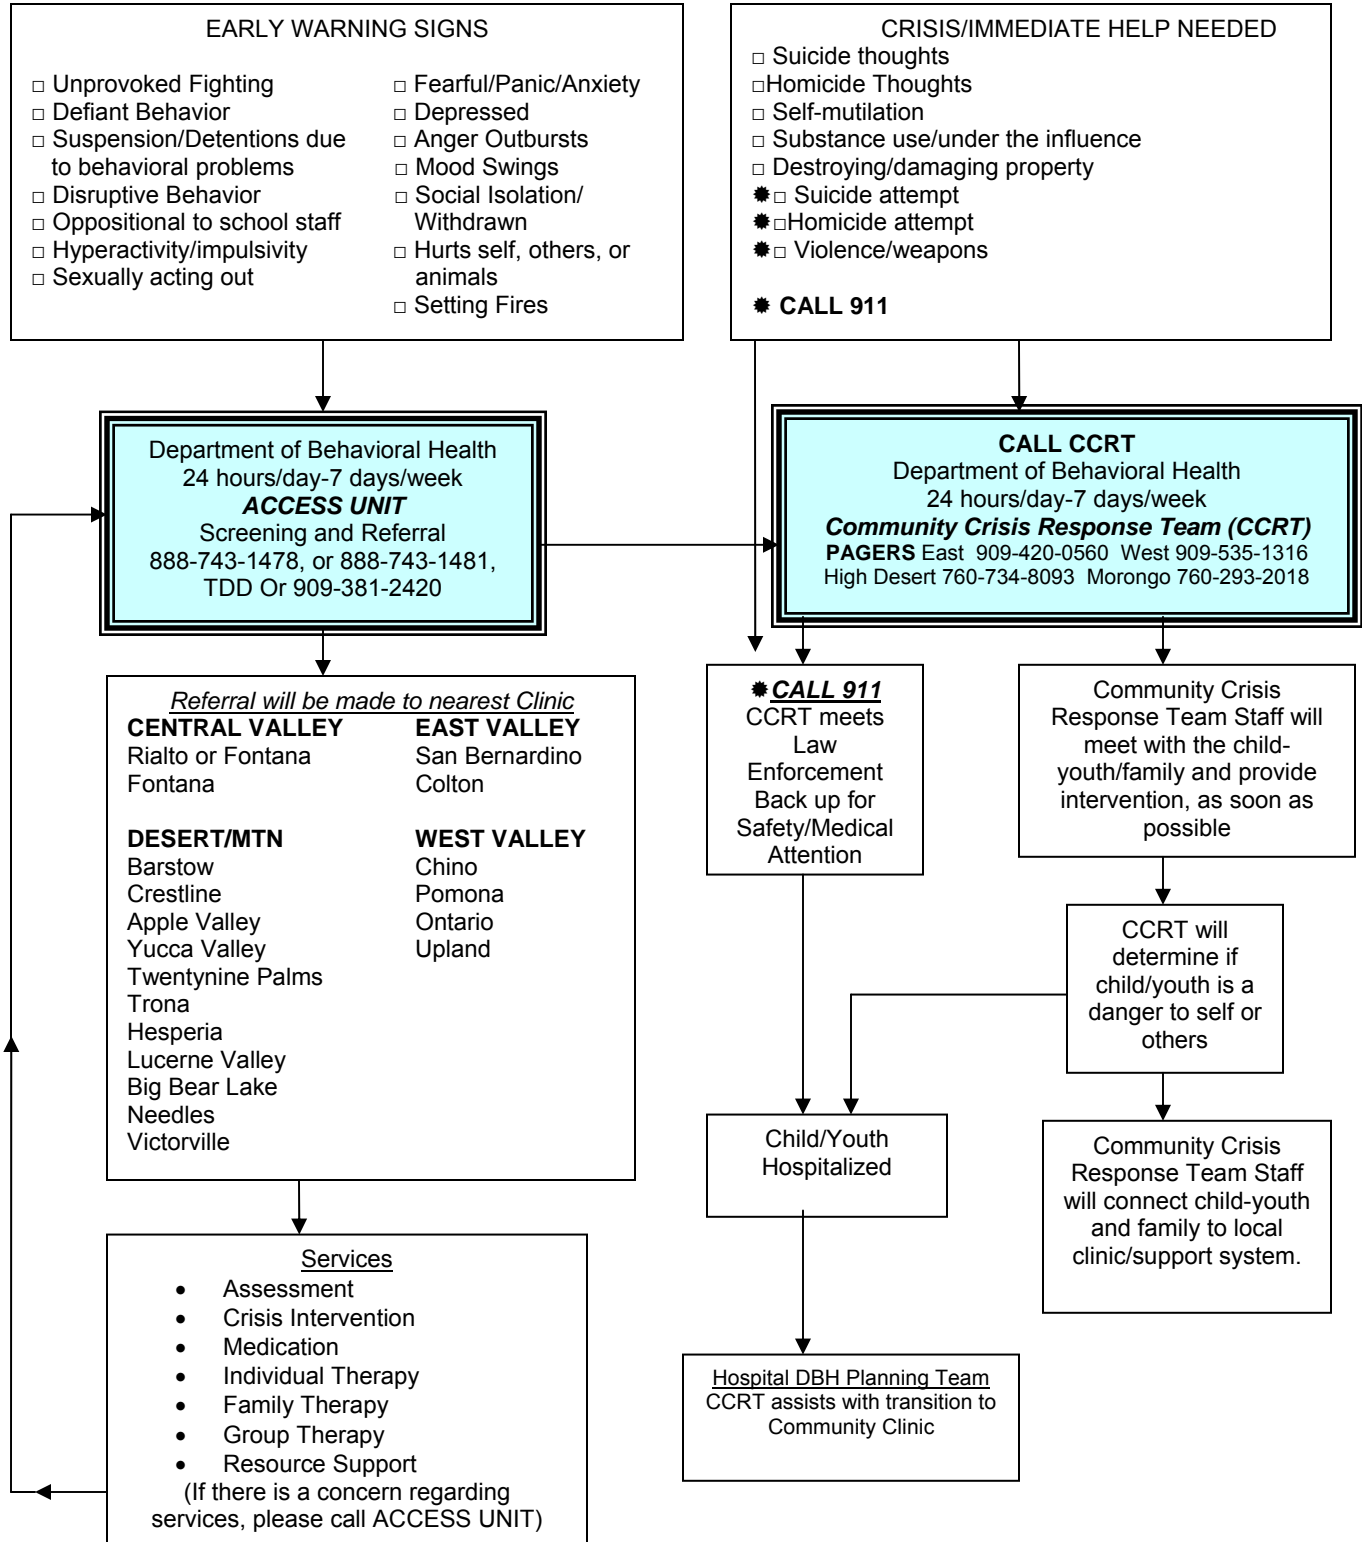 EARLY WARNING SIGNS
□ Unprovoked Fighting
□ Defiant Behavior
□ Suspension/Detentions due
to behavioral problems
□ Disruptive Behavior
□ Oppositional to school staff
□ Hyperactivity/impulsivity
□ Sexually acting out
□ Fearful/Panic/Anxiety
□ Depressed
□ Anger Outbursts
□ Mood Swings
□ Social Isolation/
Withdrawn
□ Hurts self, others, or
animals
□ Setting Fires
CRISIS/IMMEDIATE HELP NEEDED
□ Suicide thoughts
□Homicide Thoughts
□ Self-mutilation
□ Substance use/under the influence
□ Destroying/damaging property
✹□ Suicide attempt
✹□Homicide attempt
✹□ Violence/weapons
✹ CALL 911
Department of Behavioral Health
24 hours/day-7 days/week
ACCESS UNIT
Screening and Referral
888-743-1478, or 888-743-1481,
TDD Or 909-381-2420
CALL CCRT
Department of Behavioral Health
24 hours/day-7 days/week
Community Crisis Response Team (CCRT)
PAGERS East 909-420-0560 West 909-535-1316
High Desert 760-734-8093 Morongo 760-293-2018
Referral will be made to nearest Clinic
CENTRAL VALLEY
Rialto or Fontana
Fontana
EAST VALLEY
San Bernardino
Colton
DESERT/MTN
Barstow
Crestline
Apple Valley
Yucca Valley
Twentynine Palms
Trona
Hesperia
Lucerne Valley
Big Bear Lake
Needles
Victorville
WEST VALLEY
Chino
Pomona
Ontario
Upland
✹CALL 911
CCRT meets
Law
Enforcement
Back up for
Safety/Medical
Attention
Community Crisis
Response Team Staff will
meet with the child-
youth/family and provide
intervention, as soon as
possible
CCRT will
determine if
child/youth is a
danger to self or
others
Child/Youth
Hospitalized
Community Crisis
Response Team Staff
will connect child-youth
and family to local
clinic/support system.
Services
• Assessment
• Crisis Intervention
• Medication
• Individual Therapy
• Family Therapy
• Group Therapy
• Resource Support
(If there is a concern regarding
services, please call ACCESS UNIT)
Hospital DBH Planning Team
CCRT assists with transition to
Community Clinic